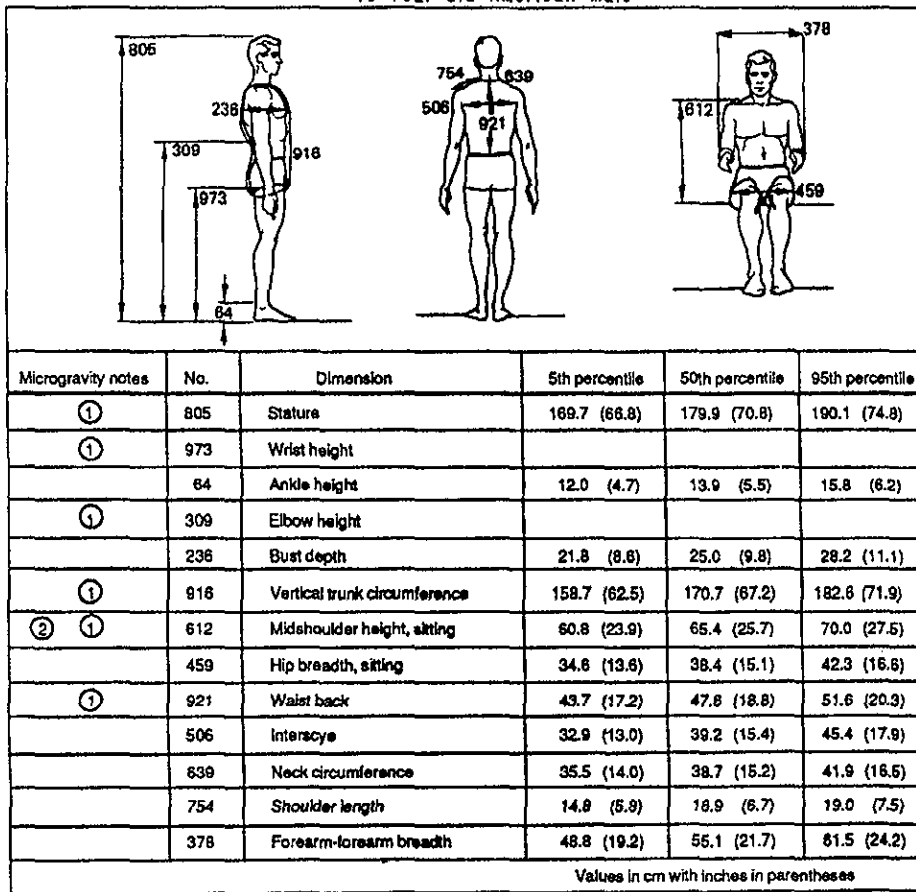 805
236
309
916
973
64
754
639
506
921
378
612
459
Microgravity notes No. Dimension 5th percentile 50th percentile 95th percentile
① 805 Stature 169.7 (66.8) 179.9 (70.8) 190.1 (74.8)
① 973 Wrist height
64 Ankle height 12.0 (4.7) 13.9 (5.5) 15.8 (6.2)
① 309 Elbow height
236 Bust depth 21.8 (8.6) 25.0 (9.8) 28.2 (11.1)
① 916 Vertical trunk circumference 158.7 (62.5) 170.7 (67.2) 182.6 (71.9)
② ① 612 Midshoulder height, sitting 60.8 (23.9) 65.4 (25.7) 70.0 (27.5)
459 Hip breadth, sitting 34.6 (13.6) 38.4 (15.1) 42.3 (16.6)
① 921 Waist back 43.7 (17.2) 47.6 (18.8) 51.6 (20.3)
506 Interscye 32.9 (13.0) 39.2 (15.4) 45.4 (17.9)
639 Neck circumference 35.5 (14.0) 38.7 (15.2) 41.9 (16.5)
754 Shoulder length 14.8 (5.8) 16.9 (6.7) 19.0 (7.5)
378 Forearm-forearm breadth 48.8 (19.2) 55.1 (21.7) 61.5 (24.2)
Values in cm with inches in parentheses